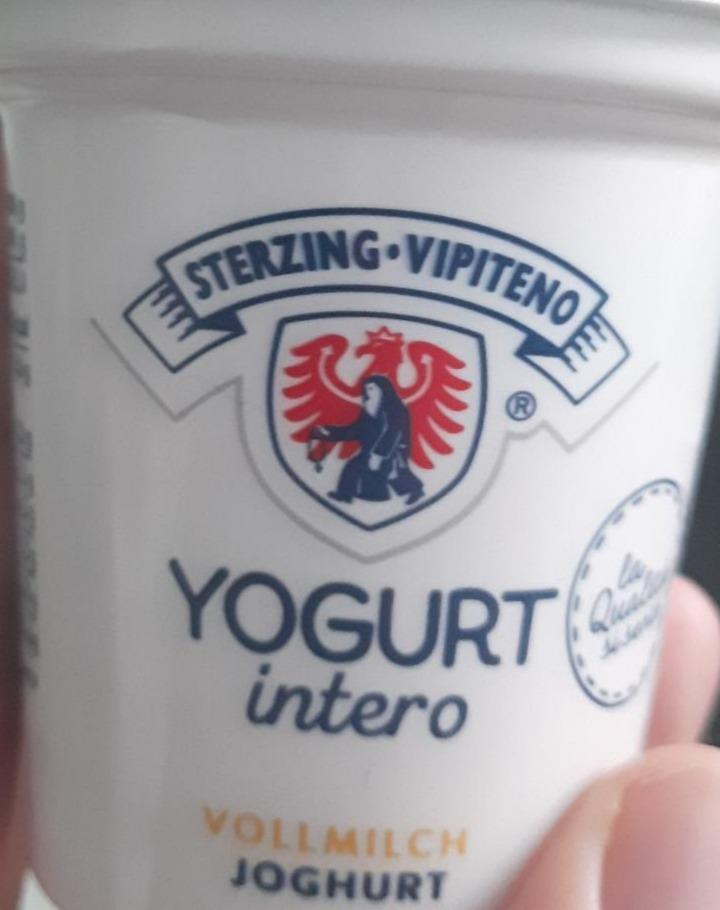 STERZING • VIPITENO
®
YOGURT
intero
la
Qualità
VOLLMILCH
JOGHURT